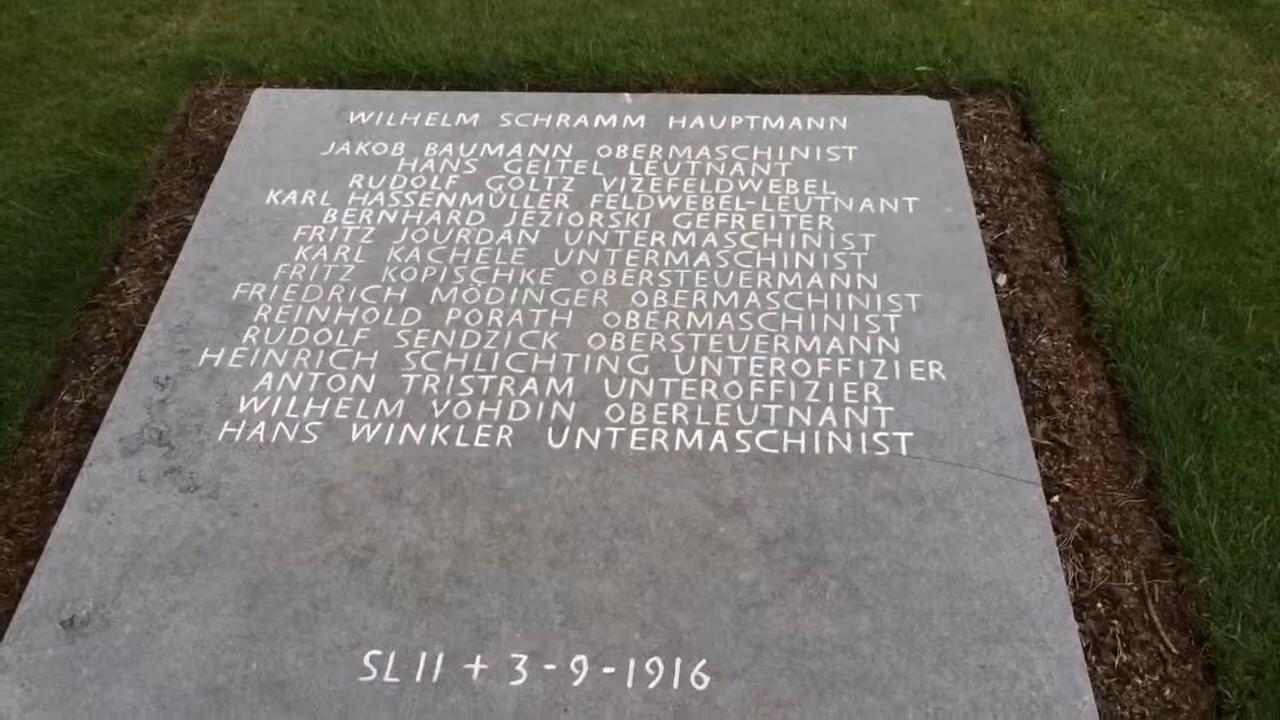 WILHELM SCHRAMM HAUPTMANN
JAKOB BAUMANN OBERMASCHINIST
HANS GEITEL LEUTNANT
RUDOLF GOLTZ VIZEFELDWEBEL
KARL HASSENMÜLLER FELDWEBEL-LEUTNANT
BERNHARD JEZIORSKI GEFREITER
FRITZ JOURDAN UNTERMASCHINIST
KARL KÄCHELE UNTERMASCHINIST
FRITZ KOPISCHKE OBERSTEUERMANN
FRIEDRICH MÖDINGER OBERMASCHINIST
REINHOLD PORATH OBERMASCHINIST
RUDOLF SENDZICK OBERSTEUERMANN
HEINRICH SCHLICHTING UNTEROFFIZIER
ANTON TRISTRAM UNTEROFFIZIER
WILHELM VOHDIN OBERLEUTNANT
HANS WINKLER UNTERMASCHINIST
SL 11 + 3-9-1916